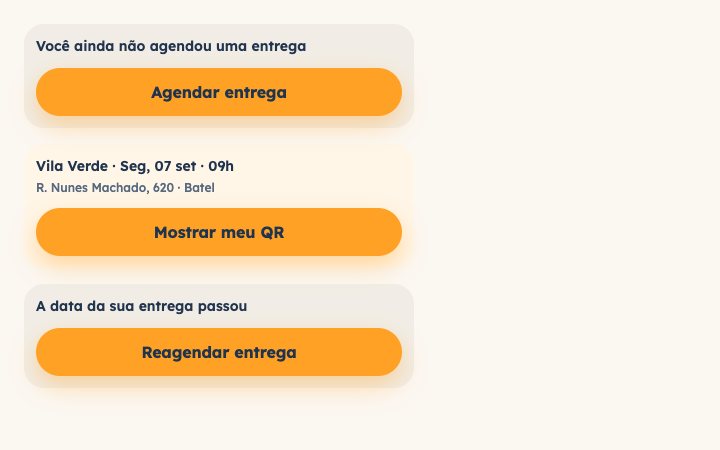 Você ainda não agendou uma entrega
Agendar entrega
Vila Verde · Seg, 07 set · 09h
R. Nunes Machado, 620 · Batel
Mostrar meu QR
A data da sua entrega passou
Reagendar entrega